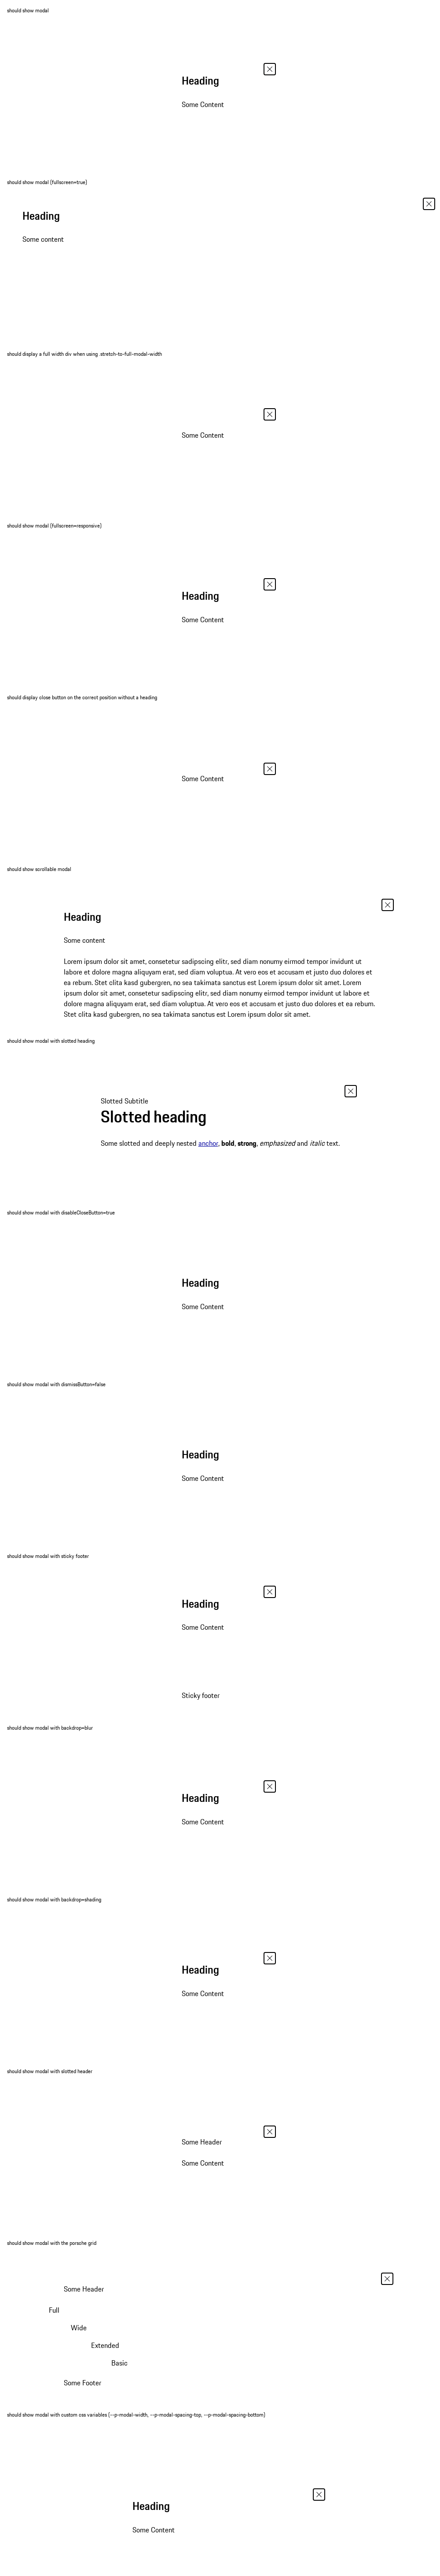 should show modal
Heading
Some Content
should show modal (fullscreen=true)
Heading
Some content
should display a full width div when using .stretch-to-full-modal-width
Some Content
should show modal (fullscreen=responsive)
Heading
Some Content
should display close button on the correct position without a heading
Some Content
should show scrollable modal
Heading
Some content
Lorem ipsum dolor sit amet, consetetur sadipscing elitr, sed diam nonumy eirmod tempor invidunt ut
labore et dolore magna aliquyam erat, sed diam voluptua. At vero eos et accusam et justo duo dolores et
ea rebum. Stet clita kasd gubergren, no sea takimata sanctus est Lorem ipsum dolor sit amet. Lorem
ipsum dolor sit amet, consetetur sadipscing elitr, sed diam nonumy eirmod tempor invidunt ut labore et
dolore magna aliquyam erat, sed diam voluptua. At vero eos et accusam et justo duo dolores et ea rebum.
Stet clita kasd gubergren, no sea takimata sanctus est Lorem ipsum dolor sit amet.
should show modal with slotted heading
Slotted Subtitle
Slotted heading
Some slotted and deeply nested anchor, bold, strong, emphasized and italic text.
should show modal with disableCloseButton=true
Heading
Some Content
should show modal with dismissButton=false
Heading
Some Content
should show modal with sticky footer
Heading
Some Content
Sticky footer
should show modal with backdrop=blur
Heading
Some Content
should show modal with backdrop=shading
Heading
Some Content
should show modal with slotted header
Some Header
Some Content
should show modal with the porsche grid
Some Header
Full
Wide
Extended
Basic
Some Footer
should show modal with custom css variables (--p-modal-width, --p-modal-spacing-top, --p-modal-spacing-bottom)
Heading
Some Content